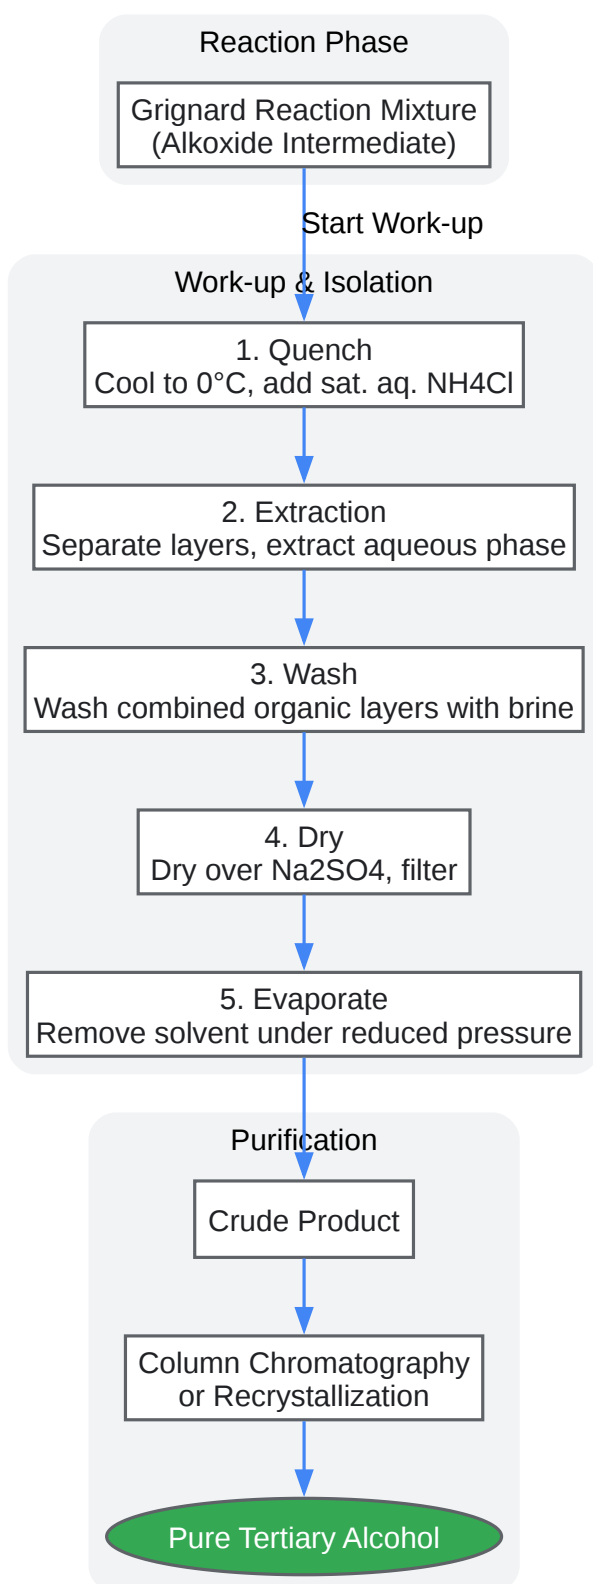 Reaction Phase
Grignard Reaction Mixture
(Alkoxide Intermediate)
Start Work-up
Work-up & Isolation
1. Quench
Cool to 0°C, add sat. aq. NH4Cl
2. Extraction
Separate layers, extract aqueous phase
3. Wash
Wash combined organic layers with brine
4. Dry
Dry over Na2SO4, filter
5. Evaporate
Remove solvent under reduced pressure
Purification
Crude Product
Column Chromatography
or Recrystallization
Pure Tertiary Alcohol